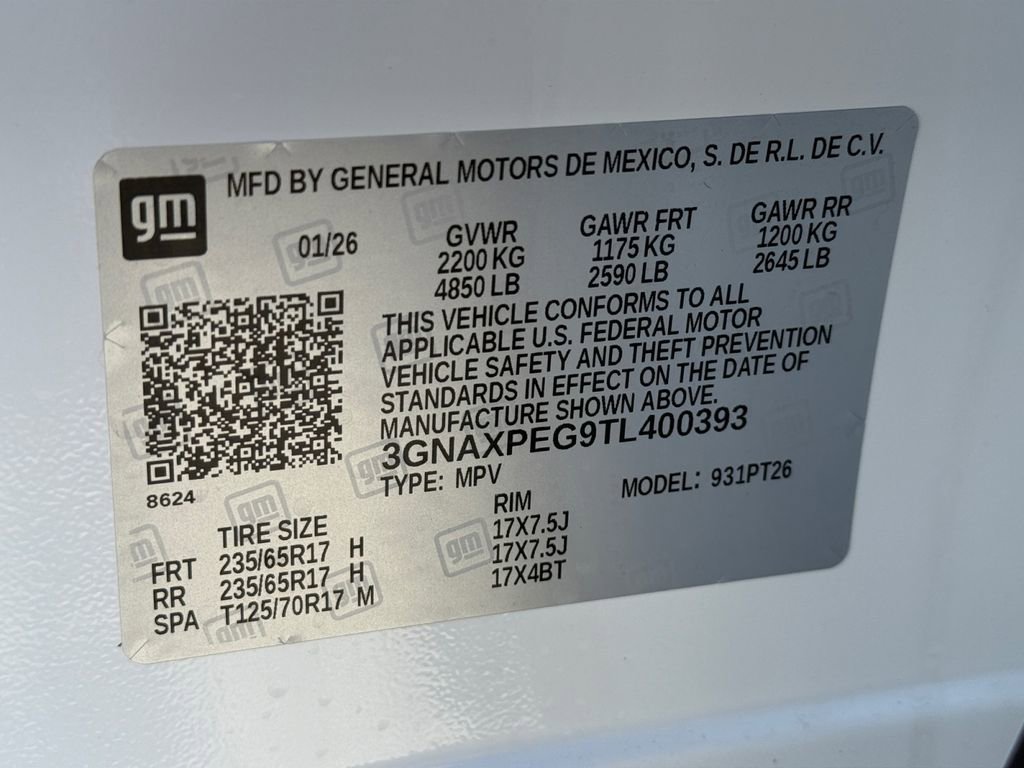 gm
MFD BY GENERAL MOTORS DE MEXICO, S. DE R.L. DE C.V.
01/26
GVWR
2200 KG
4850 LB
GAWR FRT
1175 KG
2590 LB
GAWR RR
1200 KG
2645 LB
THIS VEHICLE CONFORMS TO ALL
APPLICABLE U.S. FEDERAL MOTOR
VEHICLE SAFETY AND THEFT PREVENTION
STANDARDS IN EFFECT ON THE DATE OF
MANUFACTURE SHOWN ABOVE.
3GNAXPEG9TL400393
TYPE: MPV
MODEL: 931PT26
8624
TIRE SIZE RIM
FRT 235/65R17 H 17X7.5J
RR 235/65R17 H 17X7.5J
SPA T125/70R17 M 17X4BT